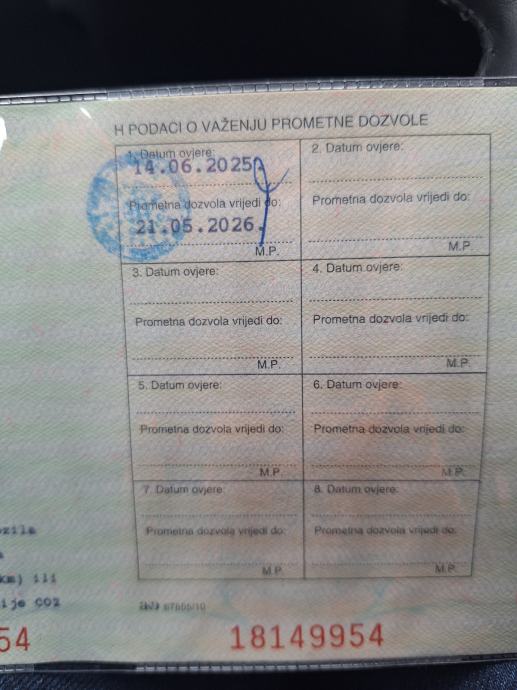 H PODACI O VAŽENJU PROMETNE DOZVOLE
1. Datum ovjere:
14.06.2025
Prometna dozvola vrijedi do:
21.05.2026.
M.P.
2. Datum ovjere:
Prometna dozvola vrijedi do:
M.P.
3. Datum ovjere:
Prometna dozvola vrijedi do:
M.P.
4. Datum ovjere:
Prometna dozvola vrijedi do:
M.P.
5. Datum ovjere:
Prometna dozvola vrijedi do:
M.P.
6. Datum ovjere:
Prometna dozvola vrijedi do:
M.P.
7. Datum ovjere:
Prometna dozvola vrijedi do:
M.P.
8. Datum ovjere:
Prometna dozvola vrijedi do:
M.P.
km) ili
CO2
54
18149954